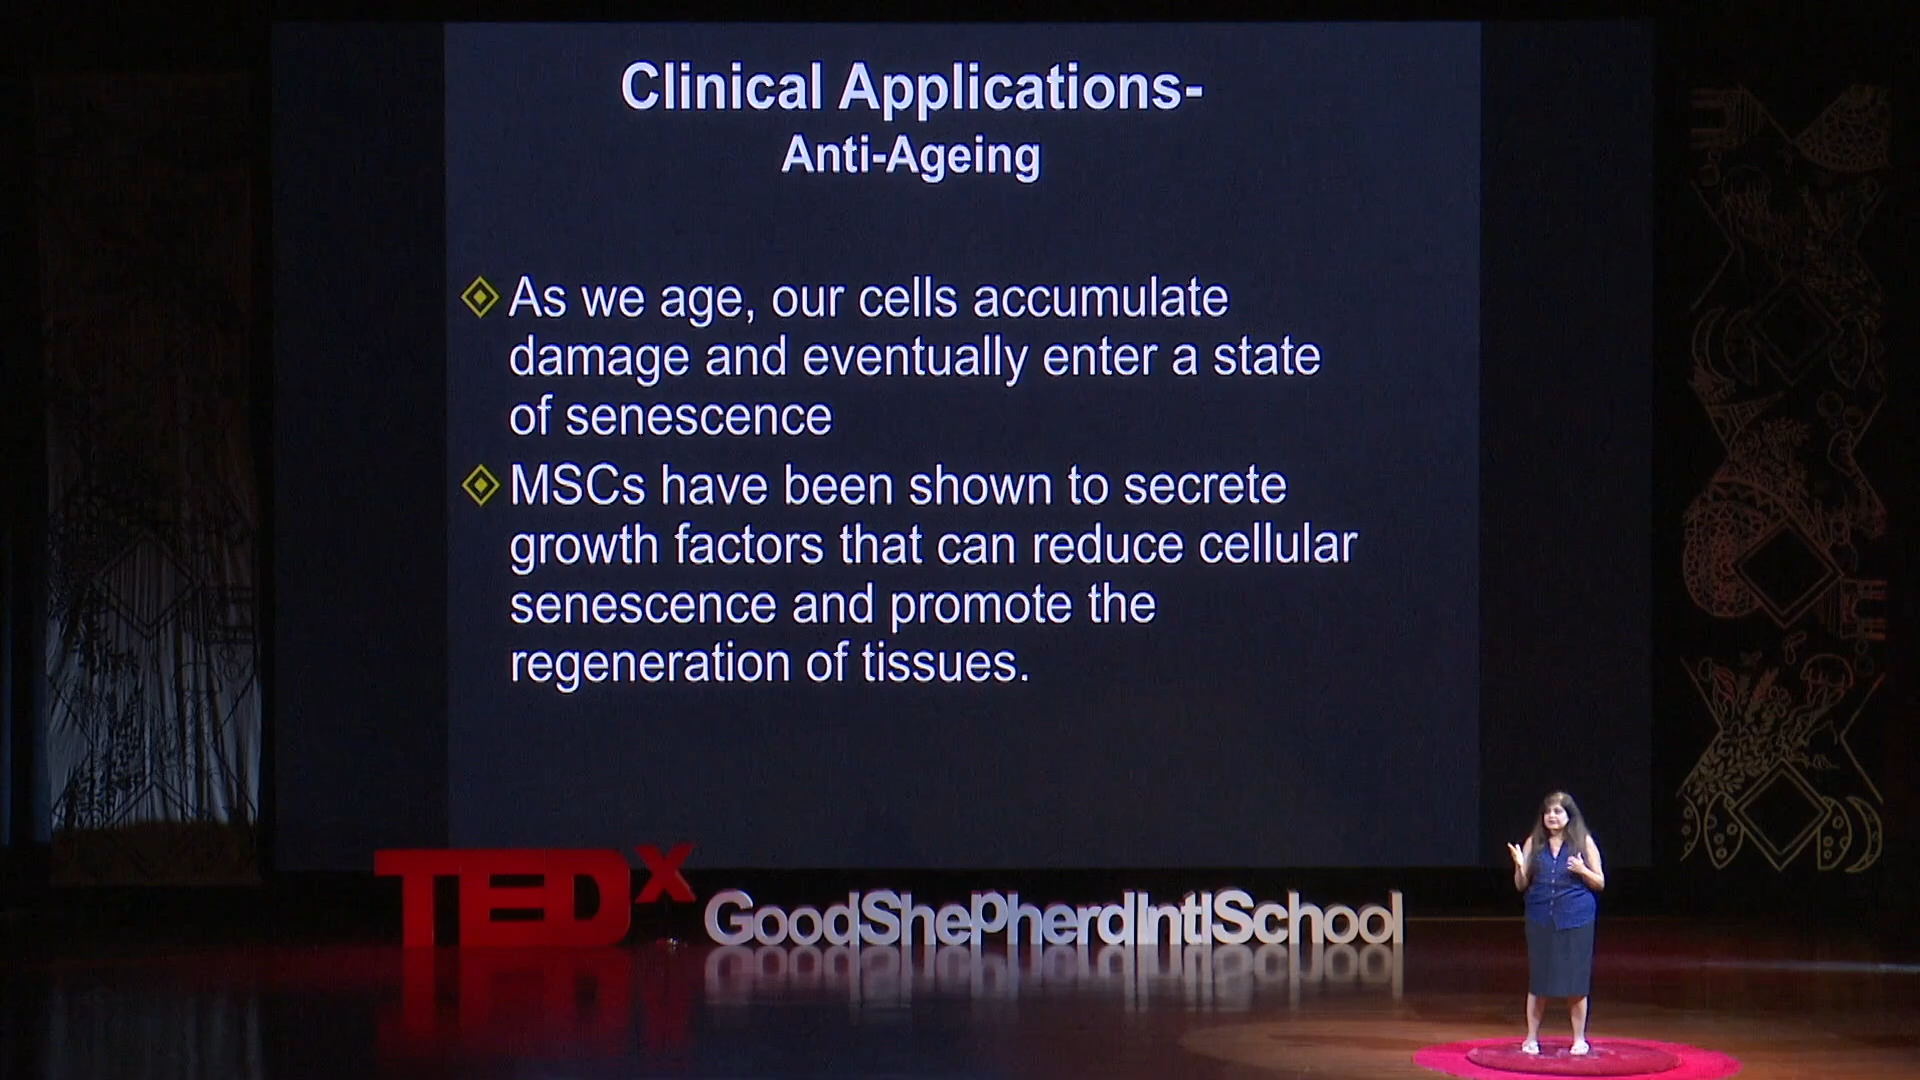 Clinical Applications-
Anti-Ageing
As we age, our cells accumulate
damage and eventually enter a state
of senescence
MSCs have been shown to secrete
growth factors that can reduce cellular
senescence and promote the
regeneration of tissues.
TEDx GoodShepherdIntlSchool